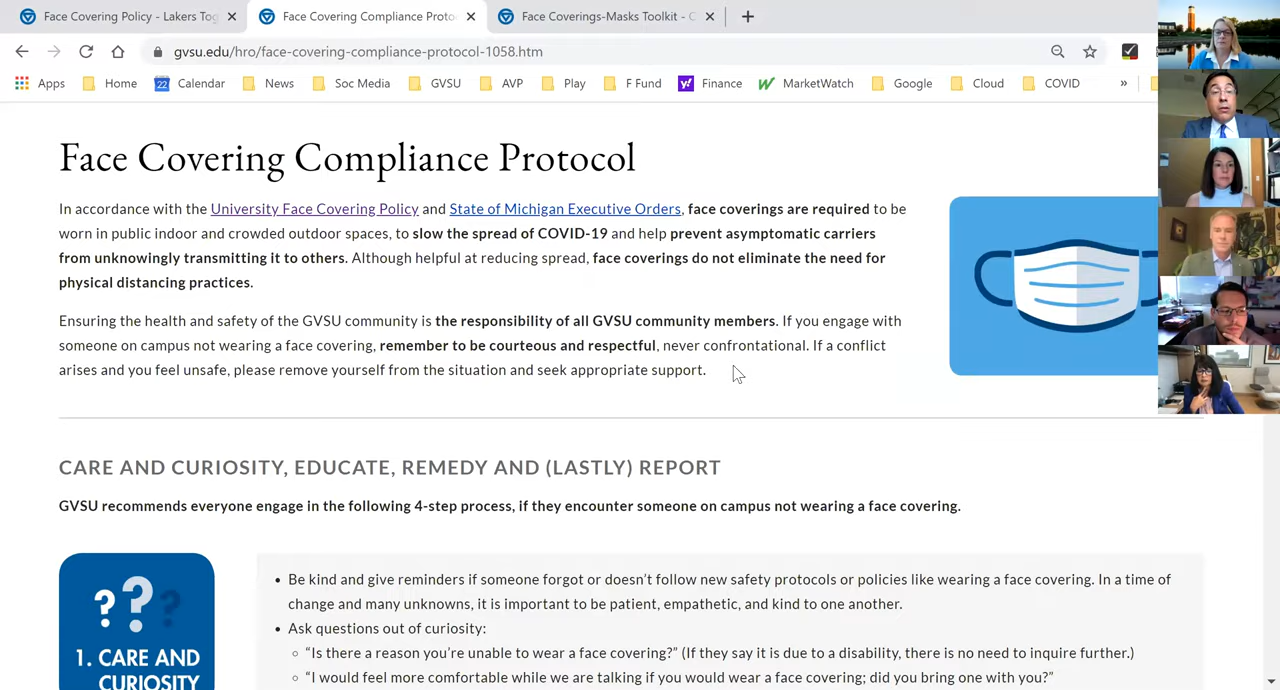 Face Covering Policy - Lakers Tog
Face Covering Compliance Proto
Face Coverings-Masks Toolkit - C
gvsu.edu/hro/face-covering-compliance-protocol-1058.htm
Apps Home 22 Calendar News Soc Media GVSU AVP Play F Fund Finance MarketWatch Google Cloud COVID »
Face Covering Compliance Protocol
In accordance with the University Face Covering Policy and State of Michigan Executive Orders, face coverings are required to be
worn in public indoor and crowded outdoor spaces, to slow the spread of COVID-19 and help prevent asymptomatic carriers
from unknowingly transmitting it to others. Although helpful at reducing spread, face coverings do not eliminate the need for
physical distancing practices.
Ensuring the health and safety of the GVSU community is the responsibility of all GVSU community members. If you engage with
someone on campus not wearing a face covering, remember to be courteous and respectful, never confrontational. If a conflict
arises and you feel unsafe, please remove yourself from the situation and seek appropriate support.
CARE AND CURIOSITY, EDUCATE, REMEDY AND (LASTLY) REPORT
GVSU recommends everyone engage in the following 4-step process, if they encounter someone on campus not wearing a face covering.
???
1. CARE AND
CURIOSITY
• Be kind and give reminders if someone forgot or doesn't follow new safety protocols or policies like wearing a face covering. In a time of
change and many unknowns, it is important to be patient, empathetic, and kind to one another.
• Ask questions out of curiosity:
◦ “Is there a reason you're unable to wear a face covering?” (If they say it is due to a disability, there is no need to inquire further.)
◦ “I would feel more comfortable while we are talking if you would wear a face covering; did you bring one with you?”